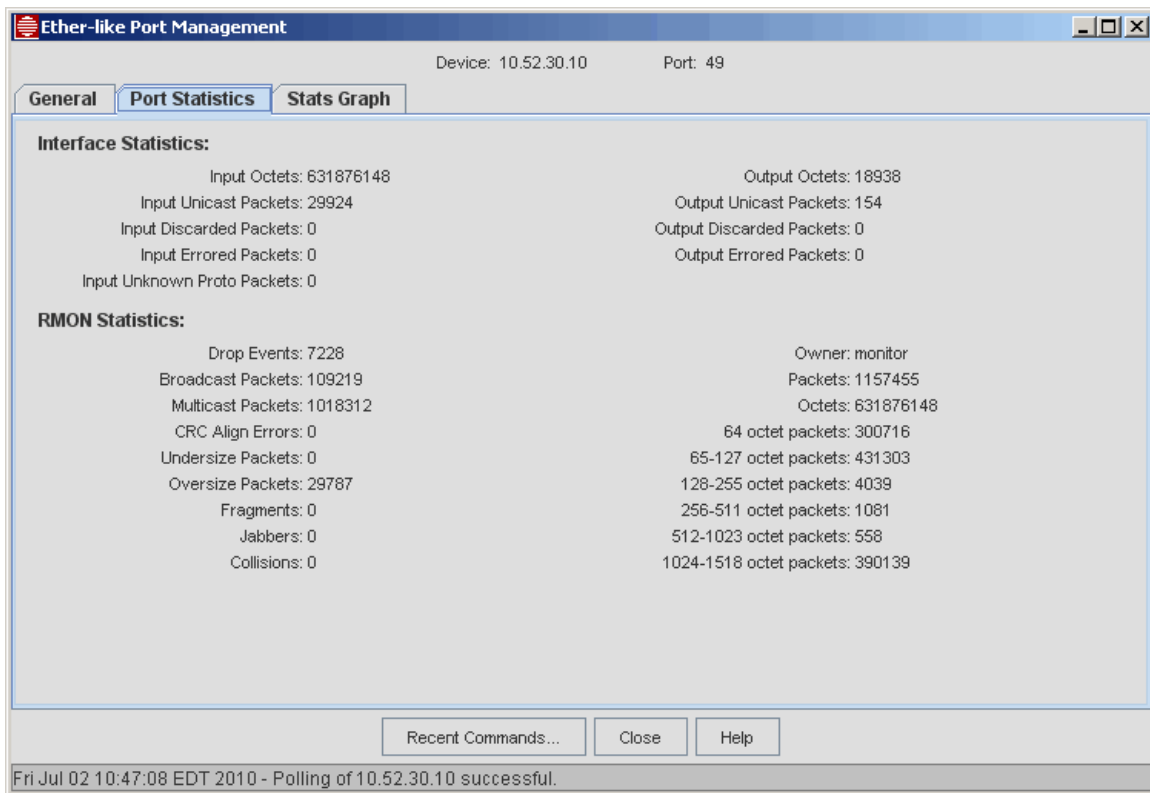 Ether-like Port Management
Device: 10.52.30.10 Port: 49
General Port Statistics Stats Graph
Interface Statistics:
Input Octets: 631876148 Output Octets: 18938
Input Unicast Packets: 29924 Output Unicast Packets: 154
Input Discarded Packets: 0 Output Discarded Packets: 0
Input Errored Packets: 0 Output Errored Packets: 0
Input Unknown Proto Packets: 0
RMON Statistics:
Drop Events: 7228 Owner: monitor
Broadcast Packets: 109219 Packets: 1157455
Multicast Packets: 1018312 Octets: 631876148
CRC Align Errors: 0 64 octet packets: 300716
Undersize Packets: 0 65-127 octet packets: 431303
Oversize Packets: 29787 128-255 octet packets: 4039
Fragments: 0 256-511 octet packets: 1081
Jabbers: 0 512-1023 octet packets: 558
Collisions: 0 1024-1518 octet packets: 390139
Recent Commands... Close Help
Fri Jul 02 10:47:08 EDT 2010 - Polling of 10.52.30.10 successful.